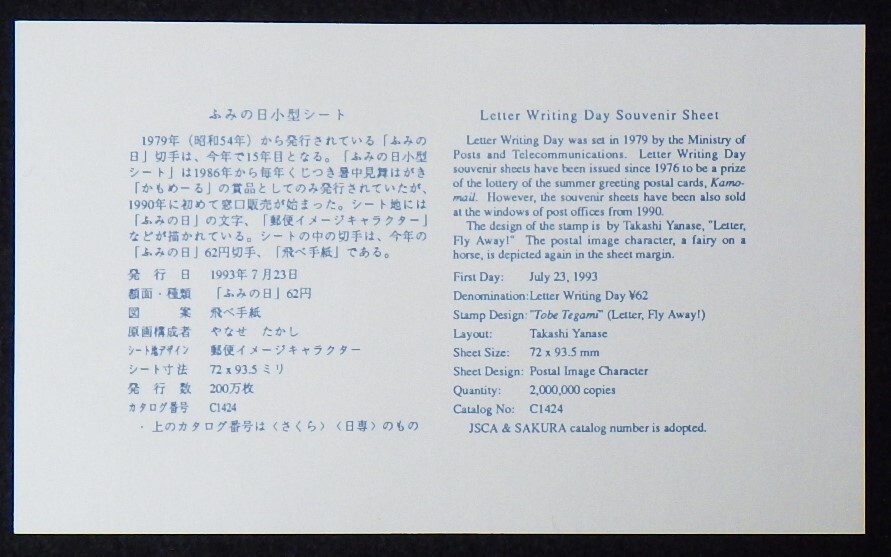 ふみの日小型シート
1979年（昭和54年）から発行されている「ふみの
日」切手は、今年で15年目となる。「ふみの日小型
シート」は1986年から毎年くじつき暑中見舞はがき
「かもめーる」の賞品としてのみ発行されていたが、
1990年に初めて窓口販売が始まった。シート地には
「ふみの日」の文字、「郵便イメージキャラクター」
などが描かれている。シートの中の切手は、今年の
「ふみの日」62円切手、「飛べ手紙」である。
発行日 1993年7月23日
額面・種類 「ふみの日」62円
図案 飛べ手紙
原画構成者 やなせ たかし
シート地デザイン 郵便イメージキャラクター
シート寸法 72 x 93.5 ミリ
発行数 200万枚
カタログ番号 C1424
・上のカタログ番号は〈さくら〉〈日専〉のもの
Letter Writing Day Souvenir Sheet
Letter Writing Day was set in 1979 by the Ministry of
Posts and Telecommunications. Letter Writing Day
souvenir sheets have been issued since 1976 to be a prize
of the lottery of the summer greeting postal cards, Kamo-
mail. However, the souvenir sheets have been also sold
at the windows of post offices from 1990.
The design of the stamp is by Takashi Yanase, "Letter,
Fly Away!" The postal image character, a fairy on a
horse, is depicted again in the sheet margin.
First Day: July 23, 1993
Denomination: Letter Writing Day ¥62
Stamp Design: "Tobe Tegami" (Letter, Fly Away!)
Layout: Takashi Yanase
Sheet Size: 72 x 93.5 mm
Sheet Design: Postal Image Character
Quantity: 2,000,000 copies
Catalog No: C1424
JSCA & SAKURA catalog number is adopted.